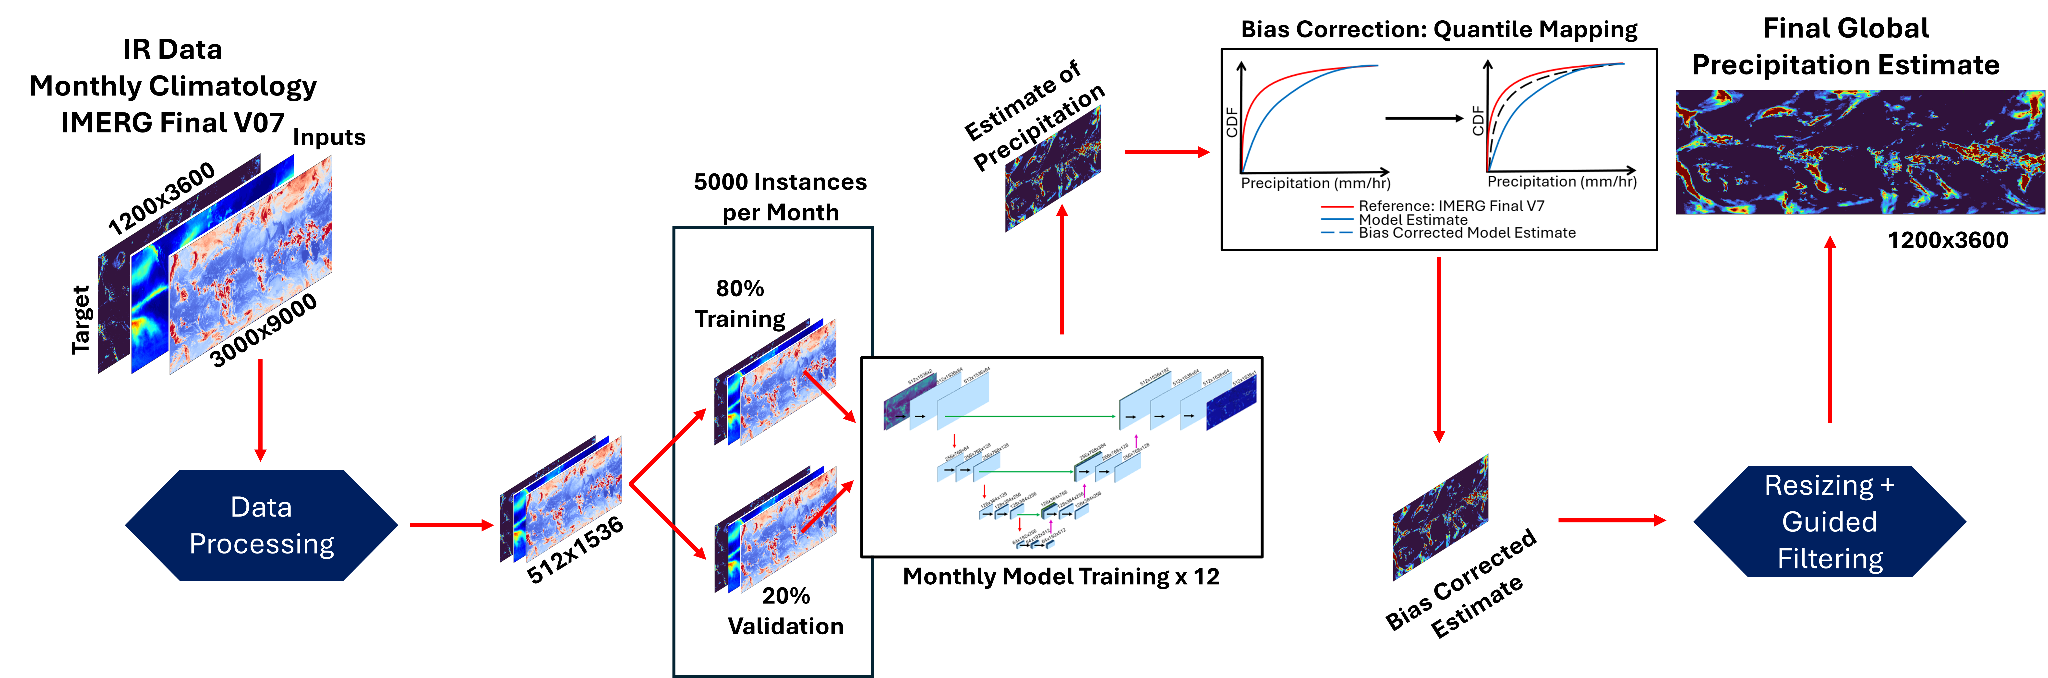 IR Data
Monthly Climatology
IMERG Final V07
Inputs
1200x3600
Target
3000x9000
Data
Processing
512x1536
5000 Instances
per Month
80%
Training
20%
Validation
Monthly Model Training x 12
Estimate of
Precipitation
Bias Correction: Quantile Mapping
CDF
Precipitation (mm/hr)
CDF
Precipitation (mm/hr)
Reference: IMERG Final V7
Model Estimate
Bias Corrected Model Estimate
Bias Corrected
Estimate
Resizing +
Guided
Filtering
Final Global
Precipitation Estimate
1200x3600